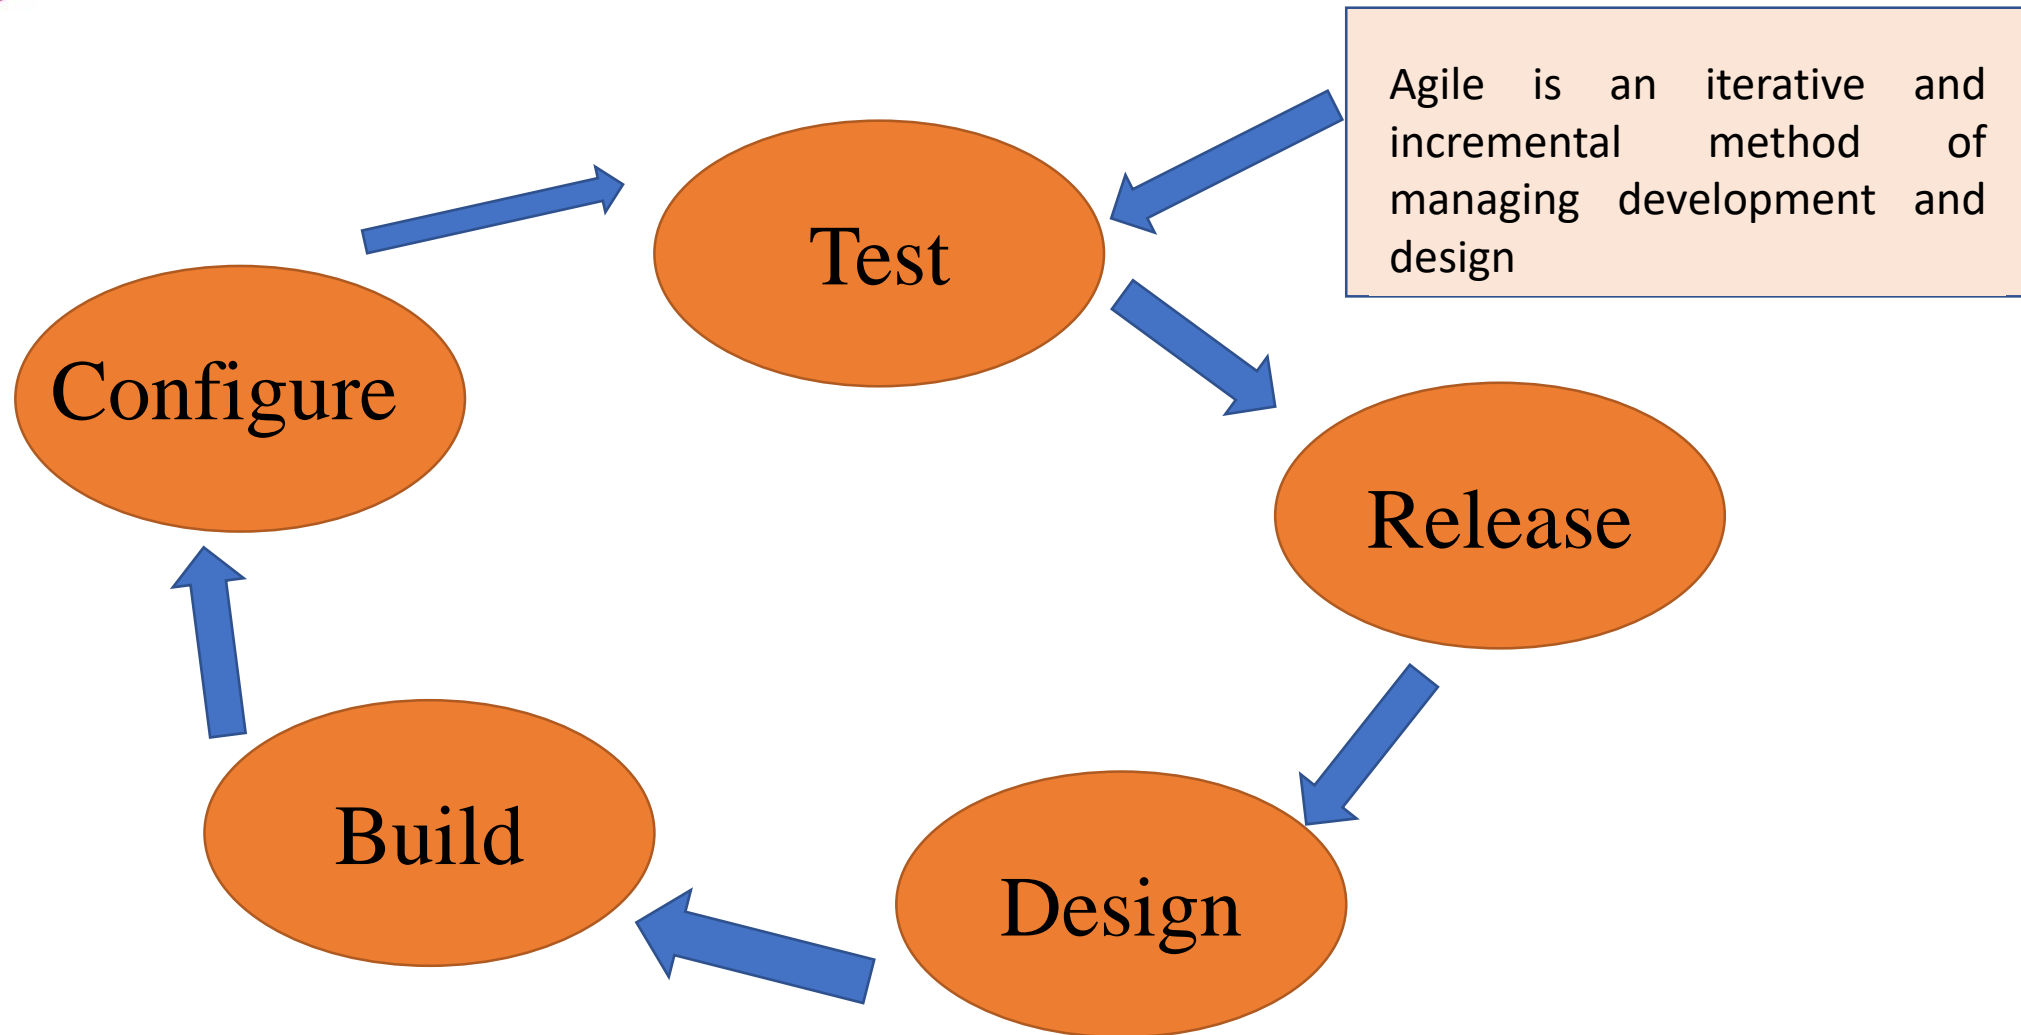 Agile is an iterative and
incremental method of
managing development and
design
Test
Configure
Release
Build
Design